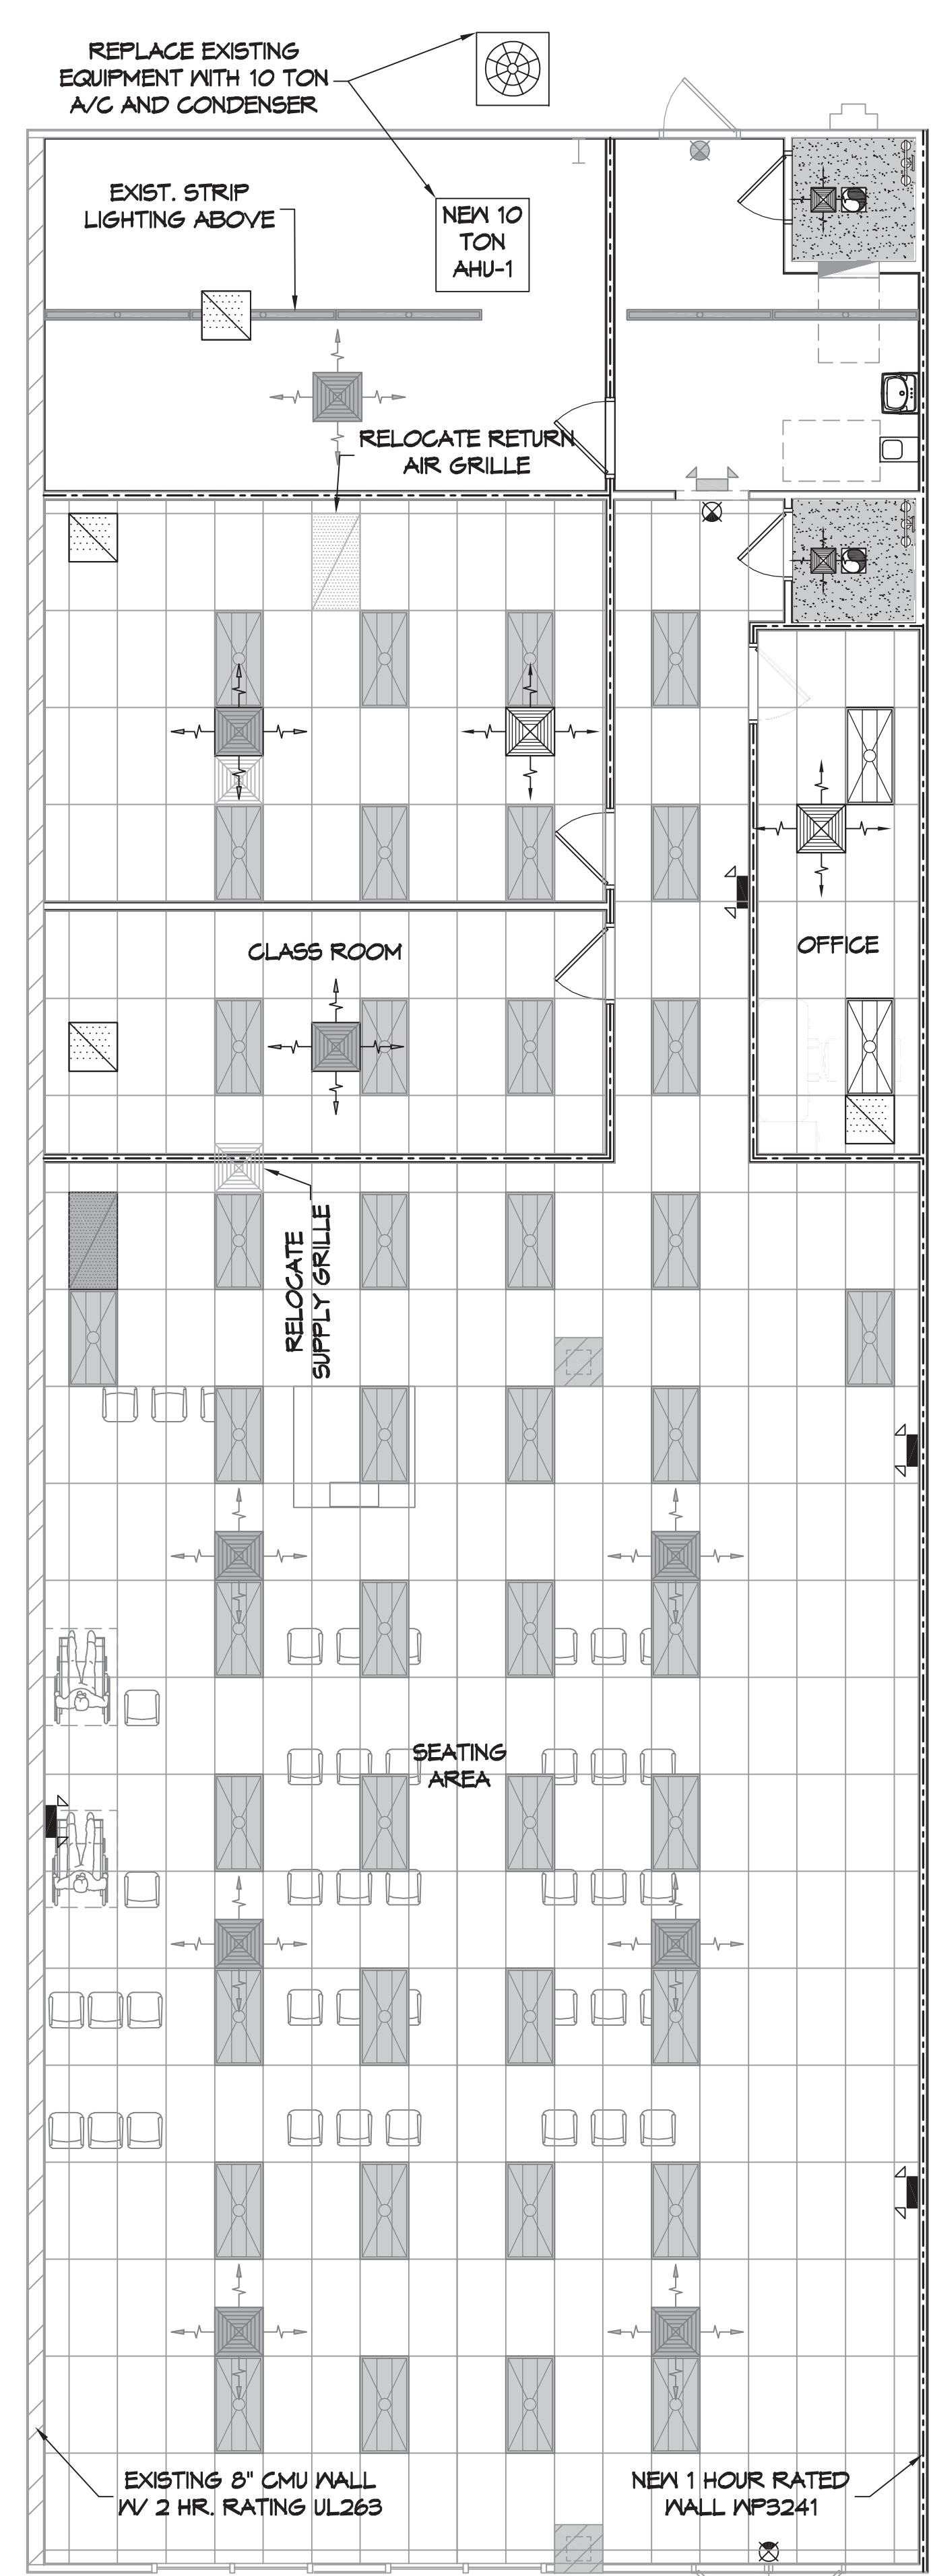 REPLACE EXISTING
EQUIPMENT WITH 10 TON
A/C AND CONDENSER
EXIST. STRIP
LIGHTING ABOVE
NEW 10
TON
AHU-1
RELOCATE RETURN
AIR GRILLE
CLASS ROOM
OFFICE
RELOCATE
SUPPLY GRILLE
SEATING
AREA
EXISTING 8" CMU WALL
W/ 2 HR. RATING UL263
NEW 1 HOUR RATED
WALL WP3241